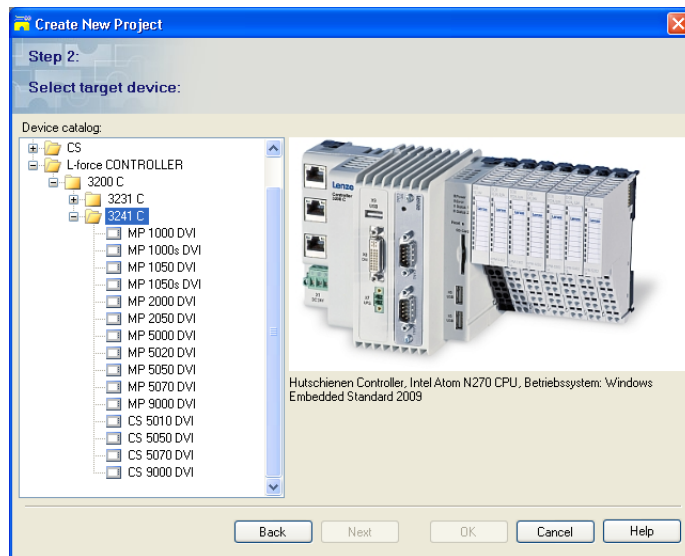 Create New Project
Step 2:
Select target device:
Device catalog:
CS
L-force CONTROLLER
3200 C
3231 C
3241 C
MP 1000 DVI
MP 1000s DVI
MP 1050 DVI
MP 1050s DVI
MP 2000 DVI
MP 2050 DVI
MP 5000 DVI
MP 5020 DVI
MP 5050 DVI
MP 5070 DVI
MP 9000 DVI
CS 5010 DVI
CS 5050 DVI
CS 5070 DVI
CS 9000 DVI
Lenze
Controller
3200 C
Hutschienen Controller, Intel Atom N270 CPU, Betriebssystem: Windows
Embedded Standard 2009
Back
Next
OK
Cancel
Help